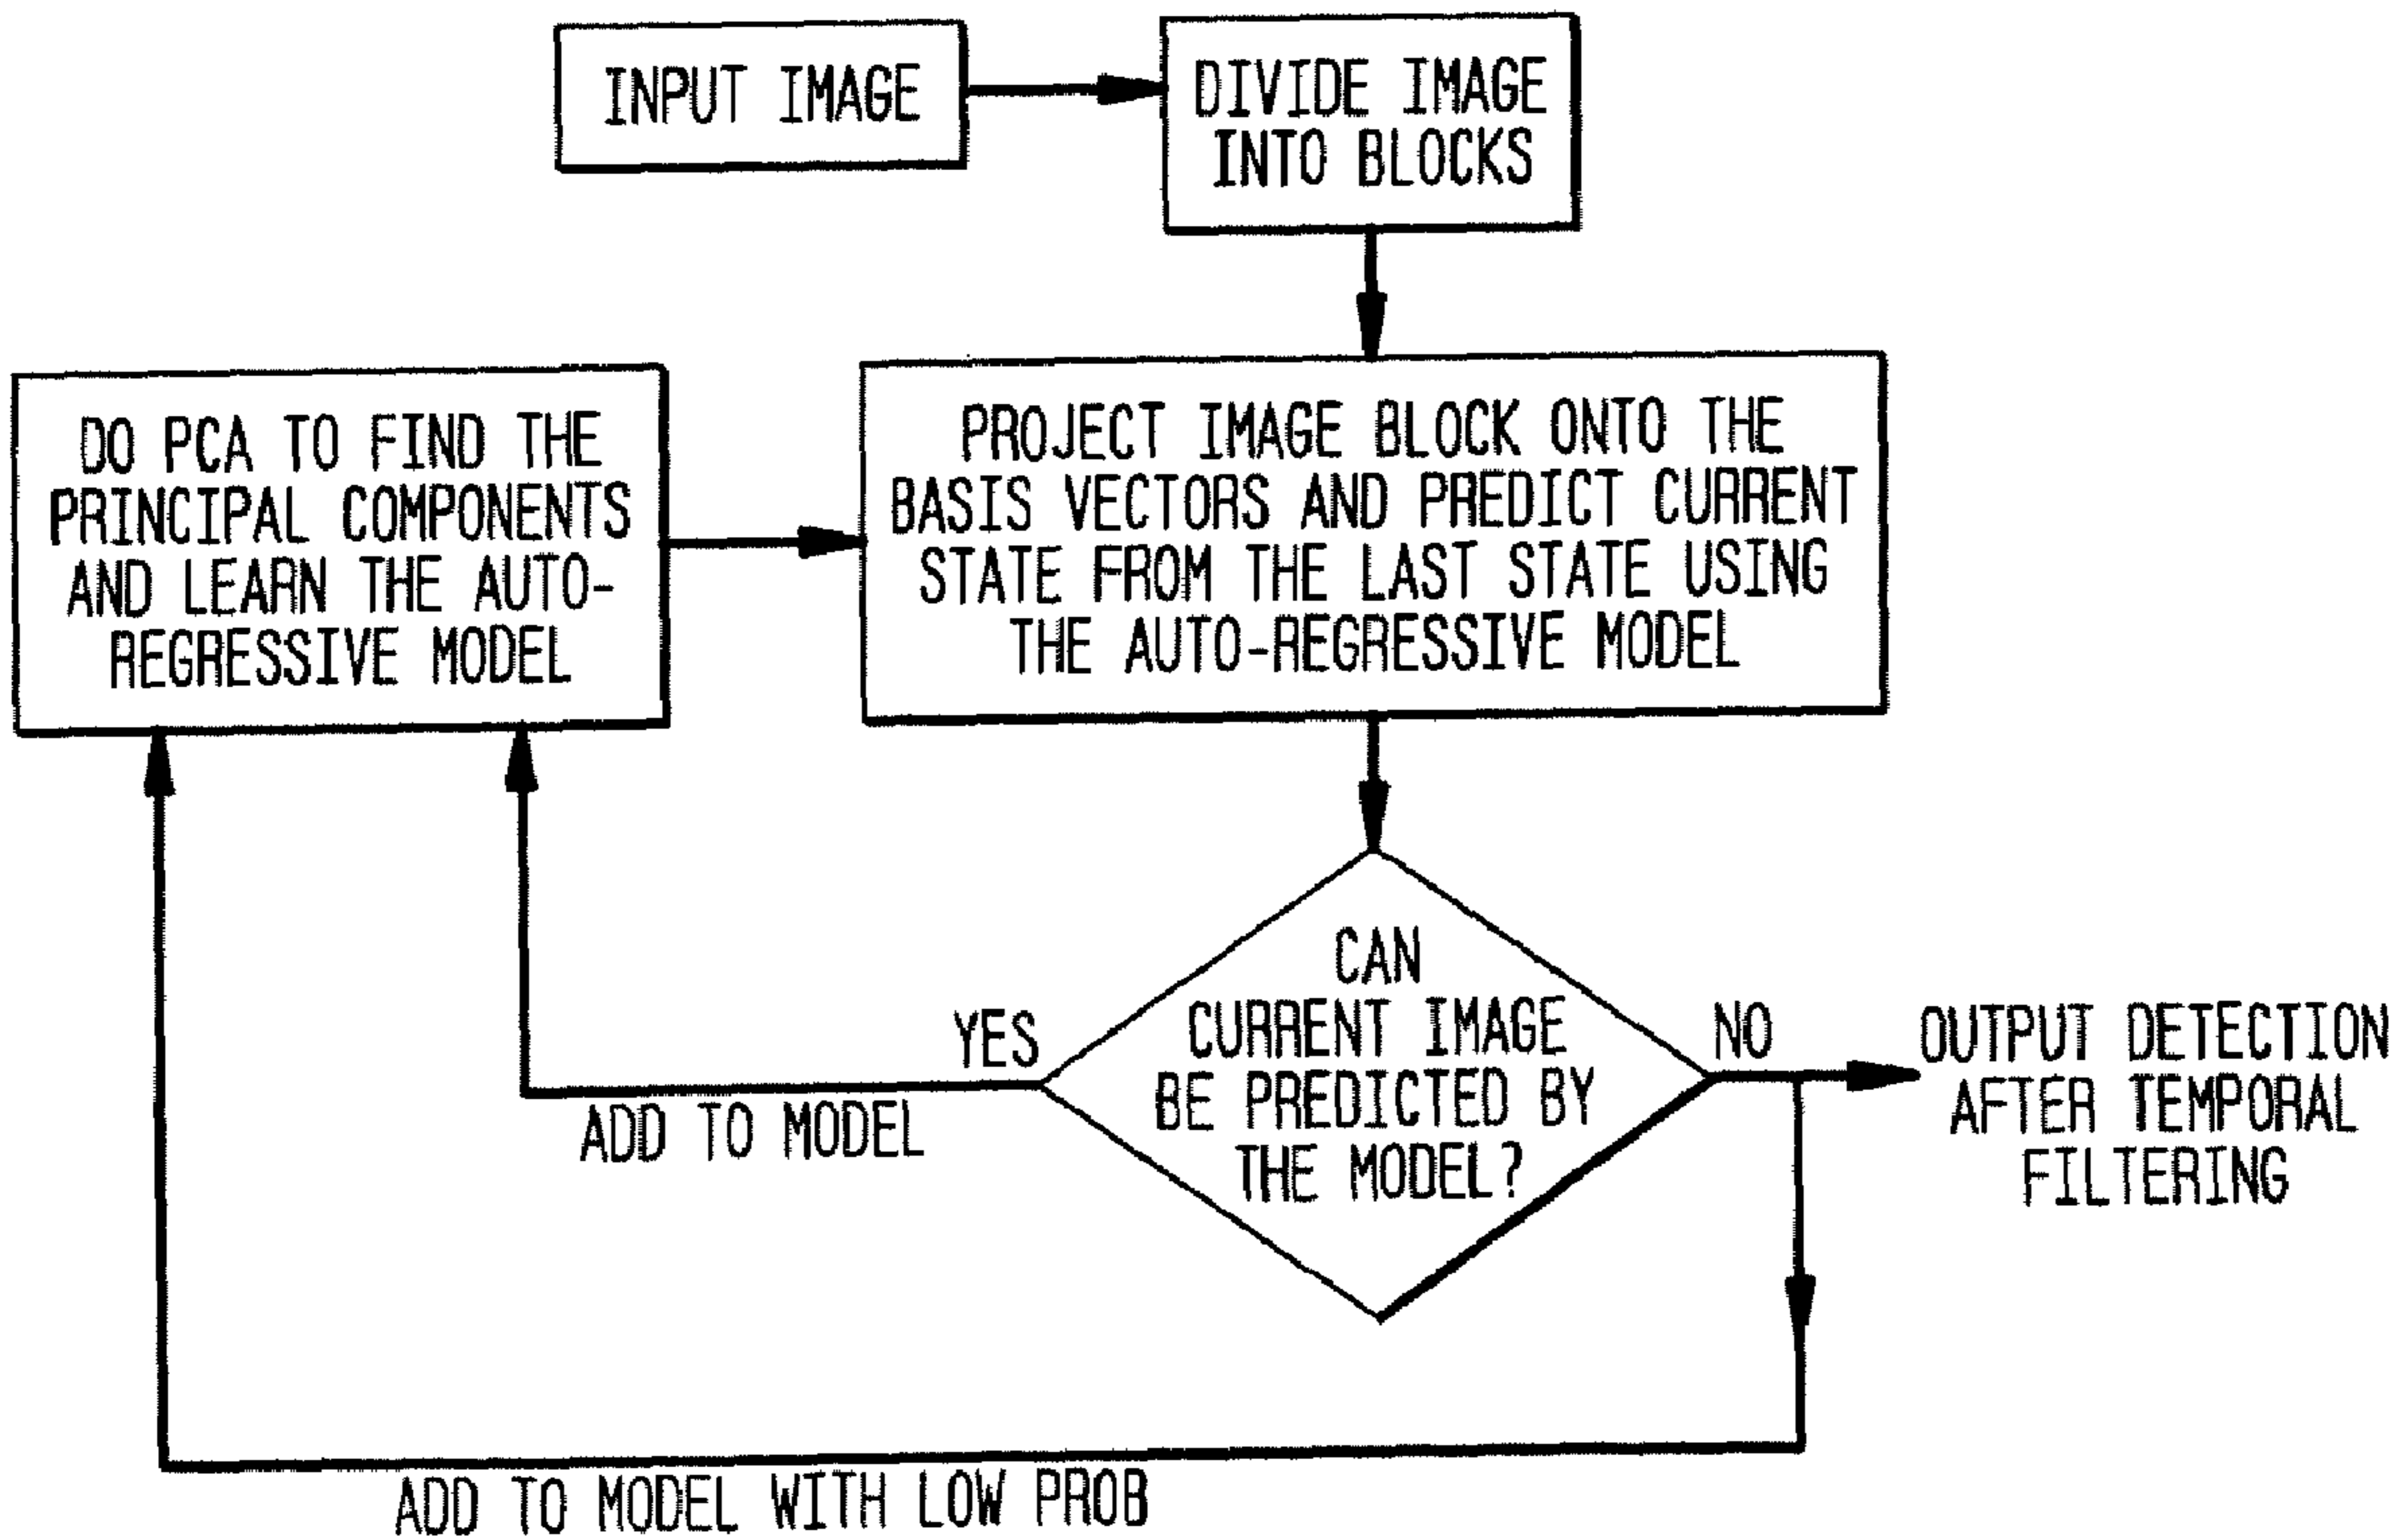 INPUT IMAGE
DIVIDE IMAGE
INTO BLOCKS
DO PCA TO FIND THE
PRINCIPAL COMPONENTS
AND LEARN THE AUTO-
REGRESSIVE MODEL
PROJECT IMAGE BLOCK ONTO THE
BASIS VECTORS AND PREDICT CURRENT
STATE FROM THE LAST STATE USING
THE AUTO-REGRESSIVE MODEL
CAN
CURRENT IMAGE
BE PREDICTED BY
THE MODEL?
YES
ADD TO MODEL
NO
OUTPUT DETECTION
AFTER TEMPORAL
FILTERING
ADD TO MODEL WITH LOW PROB